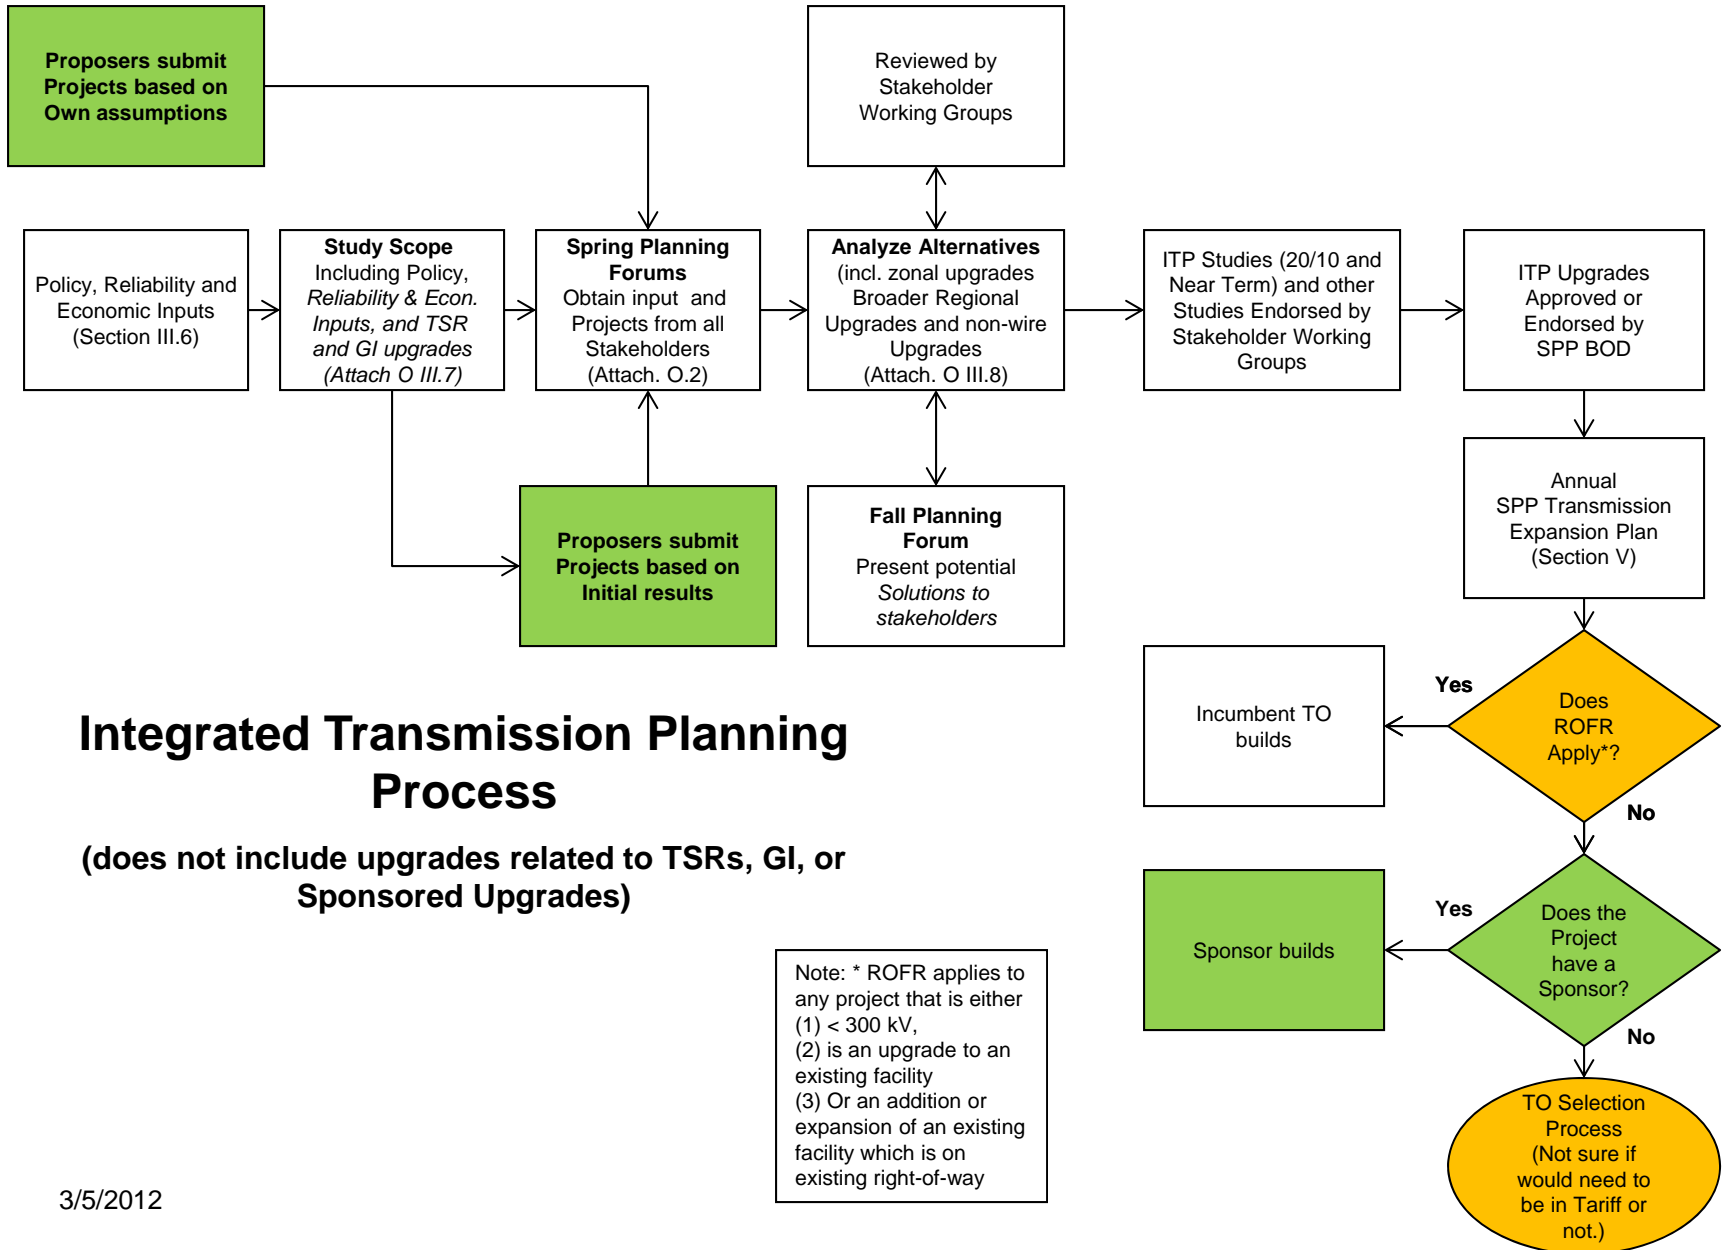 Proposers submit
Projects based on
Own assumptions
Reviewed by
Stakeholder
Working Groups
Policy, Reliability and
Economic Inputs
(Section III.6)
Study Scope
Including Policy,
Reliability & Econ.
Inputs, and TSR
and GI upgrades
(Attach O III.7)
Spring Planning
Forums
Obtain input and
Projects from all
Stakeholders
(Attach. O.2)
Analyze Alternatives
(incl. zonal upgrades
Broader Regional
Upgrades and non-wire
Upgrades
(Attach. O III.8)
ITP Studies (20/10 and
Near Term) and other
Studies Endorsed by
Stakeholder Working
Groups
ITP Upgrades
Approved or
Endorsed by
SPP BOD
Proposers submit
Projects based on
Initial results
Fall Planning
Forum
Present potential
Solutions to
stakeholders
Annual
SPP Transmission
Expansion Plan
(Section V)
Incumbent TO
builds
Yes
Does
ROFR
Apply*?
No
Integrated Transmission Planning
Process
(does not include upgrades related to TSRs, GI, or
Sponsored Upgrades)
Sponsor builds
Yes
Does the
Project
have a
Sponsor?
No
Note: * ROFR applies to
any project that is either
(1) < 300 kV,
(2) is an upgrade to an
existing facility
(3) Or an addition or
expansion of an existing
facility which is on
existing right-of-way
TO Selection
Process
(Not sure if
would need to
be in Tariff or
not.)
3/5/2012